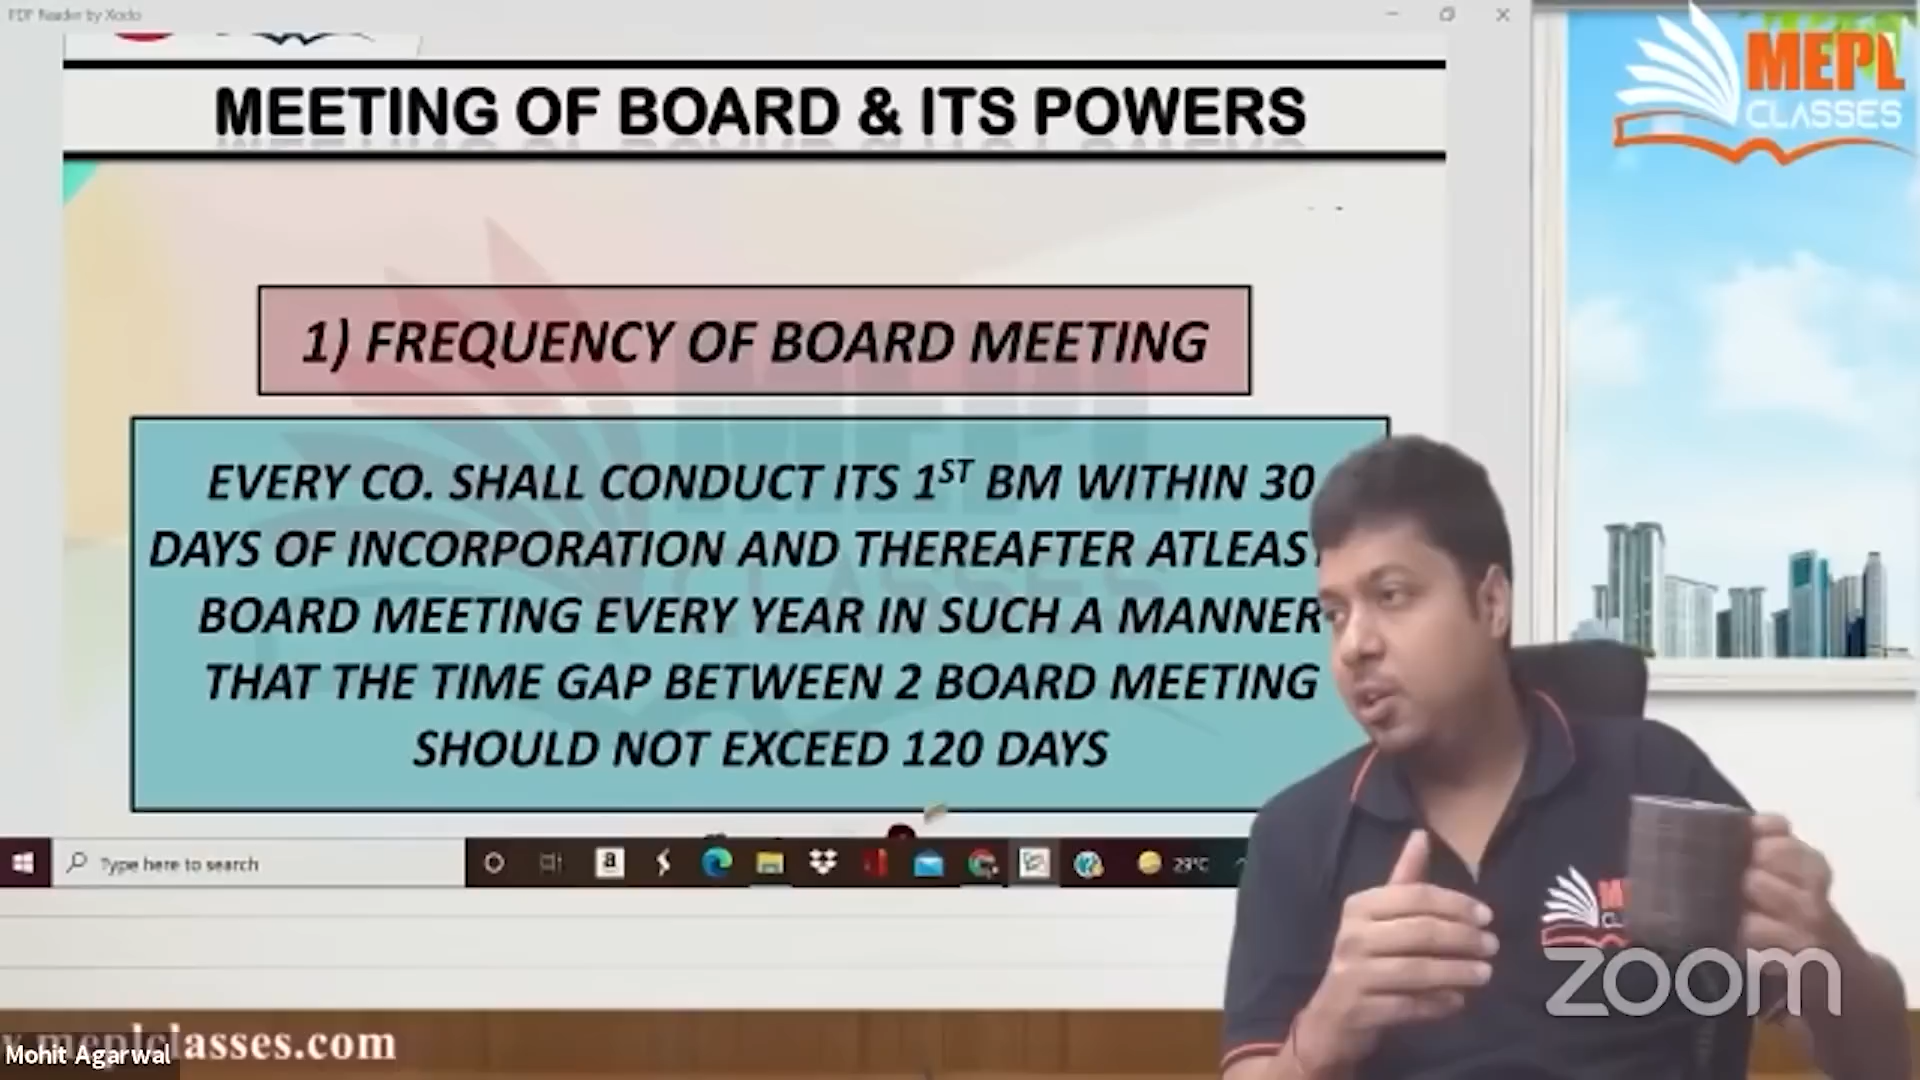 PDF Reader by Xodo
MEPL
CLASSES
MEETING OF BOARD & ITS POWERS
1) FREQUENCY OF BOARD MEETING
EVERY CO. SHALL CONDUCT ITS 1ST BM WITHIN 30
DAYS OF INCORPORATION AND THEREAFTER
BOARD MEETING EVERY YEAR IN SUCH A MANNER
THAT THE TIME GAP BETWEEN 2 BOARD MEETING
SHOULD NOT EXCEED 120 DAYS
Type here to search
29°C
zoom
meplclasses.com
Mohit Agarwal